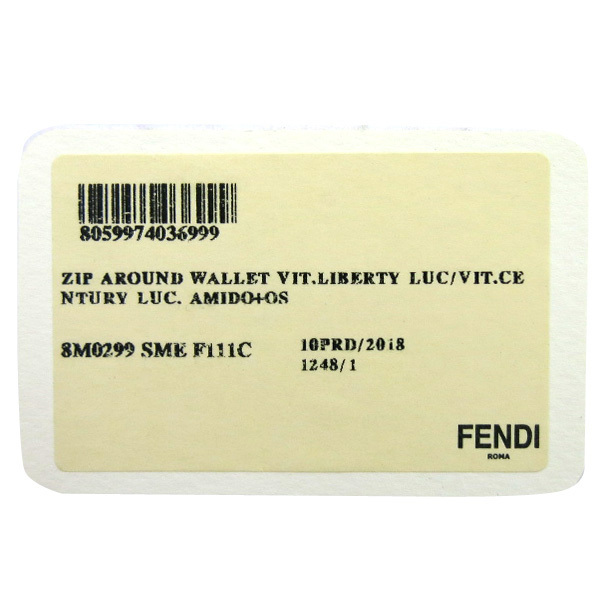 8059974036999
ZIP AROUND WALLET VIT.LIBERTY LUC/VIT.CE
NTURY LUC. AMIDO+OS
8M0299 SME F111C
10PRD/2018
1248/1
FENDI
ROMA